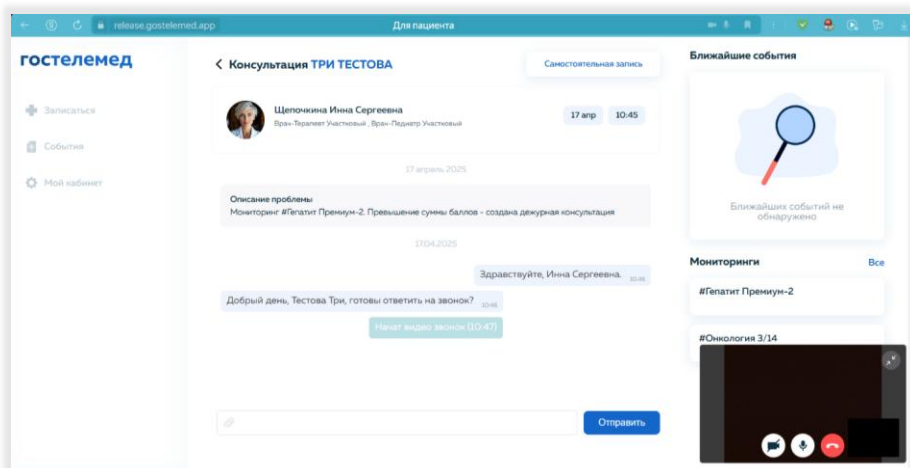 release.gostelemed.app
Для пациента
гостелемед
Записаться
События
Мой кабинет
Консультация ТРИ ТЕСТОВА
Самостоятельная запись
Щепочкина Инна Сергеевна
Врач-Терапевт Участковый , Врач-Педиатр Участковый
17 апр 10:45
17 апрель 2025
Описание проблемы
Мониторинг #Гепатит Премиум-2. Превышение суммы баллов - создана дежурная консультация
17.04.2025
Здравствуйте, Инна Сергеевна. 10:46
Добрый день, Тестова Три, готовы ответить на звонок? 10:46
Начат видео звонок (10:47)
Отправить
Ближайшие события
Ближайших событий не
обнаружено
Мониторинги Все
#Гепатит Премиум-2
#Онкология 3/14